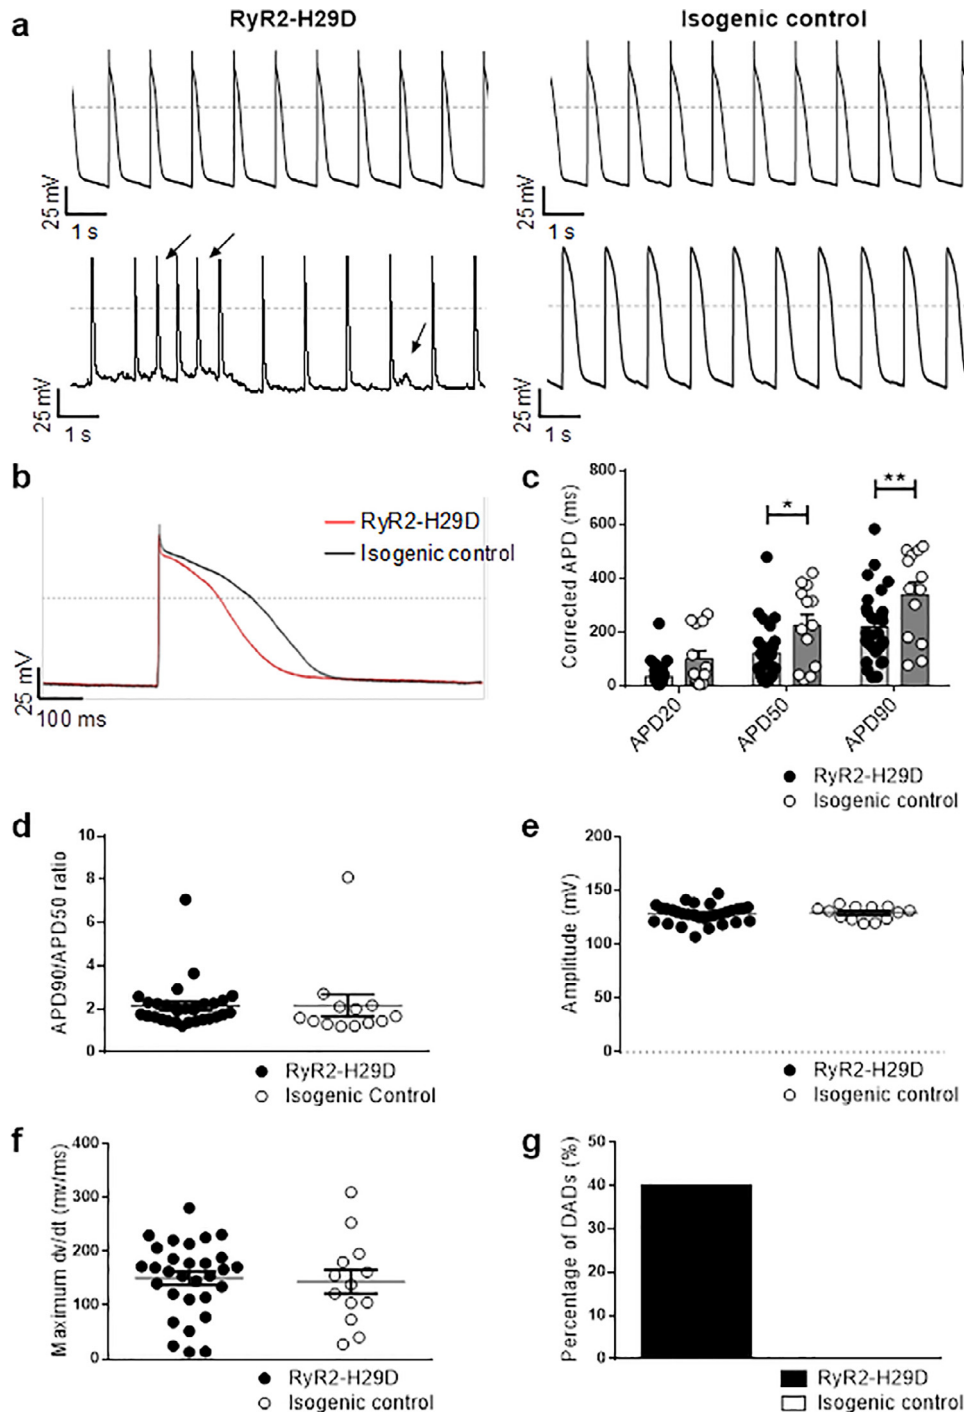 a
RyR2-H29D
Isogenic control
25 mV
1 s
25 mV
1 s
25 mV
1 s
25 mV
1 s
b
RyR2-H29D
Isogenic control
25 mV
100 ms
c
Corrected APD (ms)
800
600
400
200
0
*
**
APD20
APD50
APD90
RyR2-H29D
Isogenic control
d
APD90/APD50 ratio
10
8
6
4
2
0
RyR2-H29D
Isogenic Control
e
Amplitude (mV)
200
150
100
50
0
RyR2-H29D
Isogenic control
f
Maximum dv/dt (mv/ms)
400
300
200
100
0
RyR2-H29D
Isogenic control
g
Percentage of DADs (%)
50
40
30
20
10
0
RyR2-H29D
Isogenic control